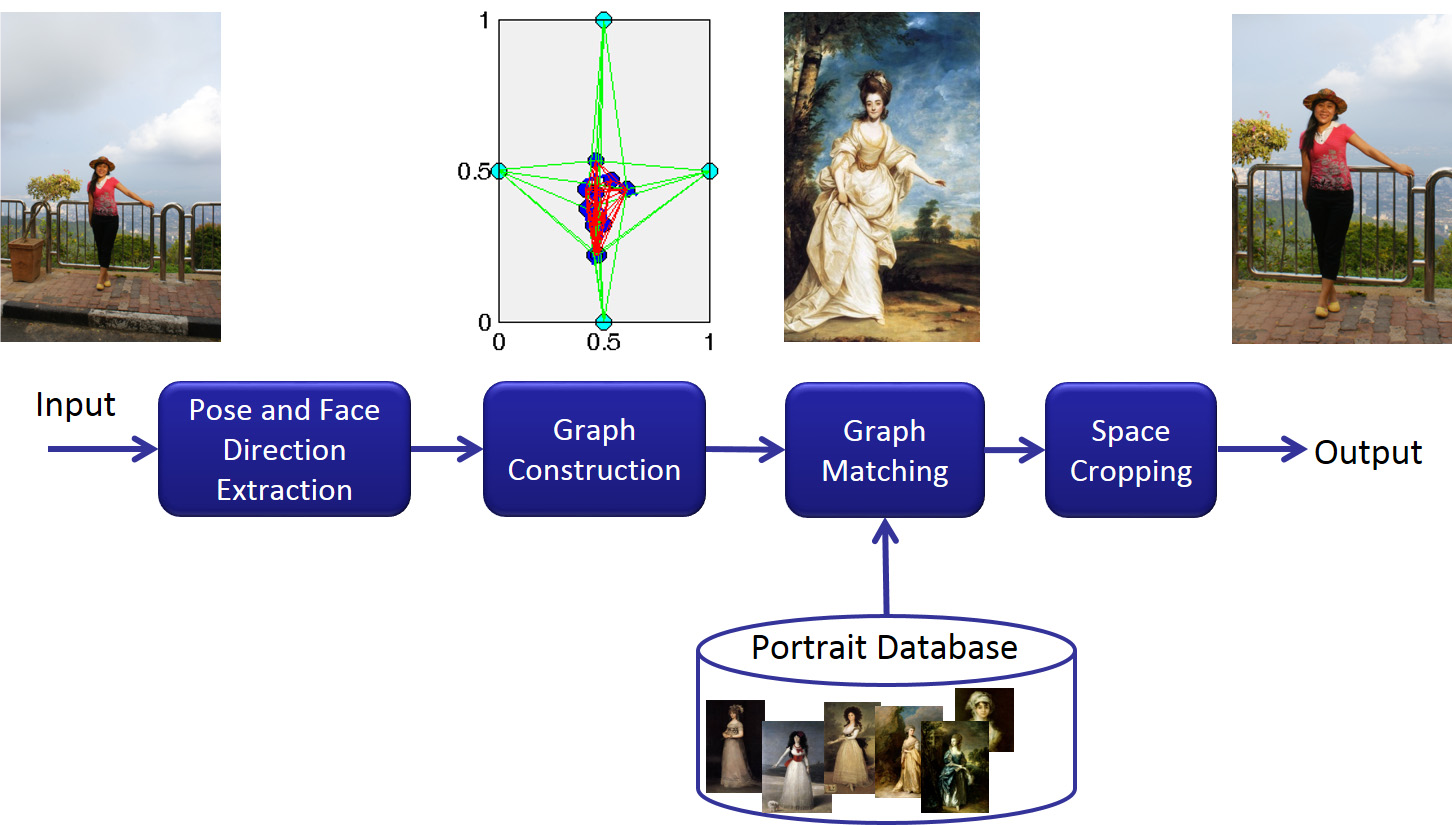 1
0.5
0
0
0.5
1
Input
Pose and Face
Direction
Extraction
Graph
Construction
Graph
Matching
Space
Cropping
Output
Portrait Database